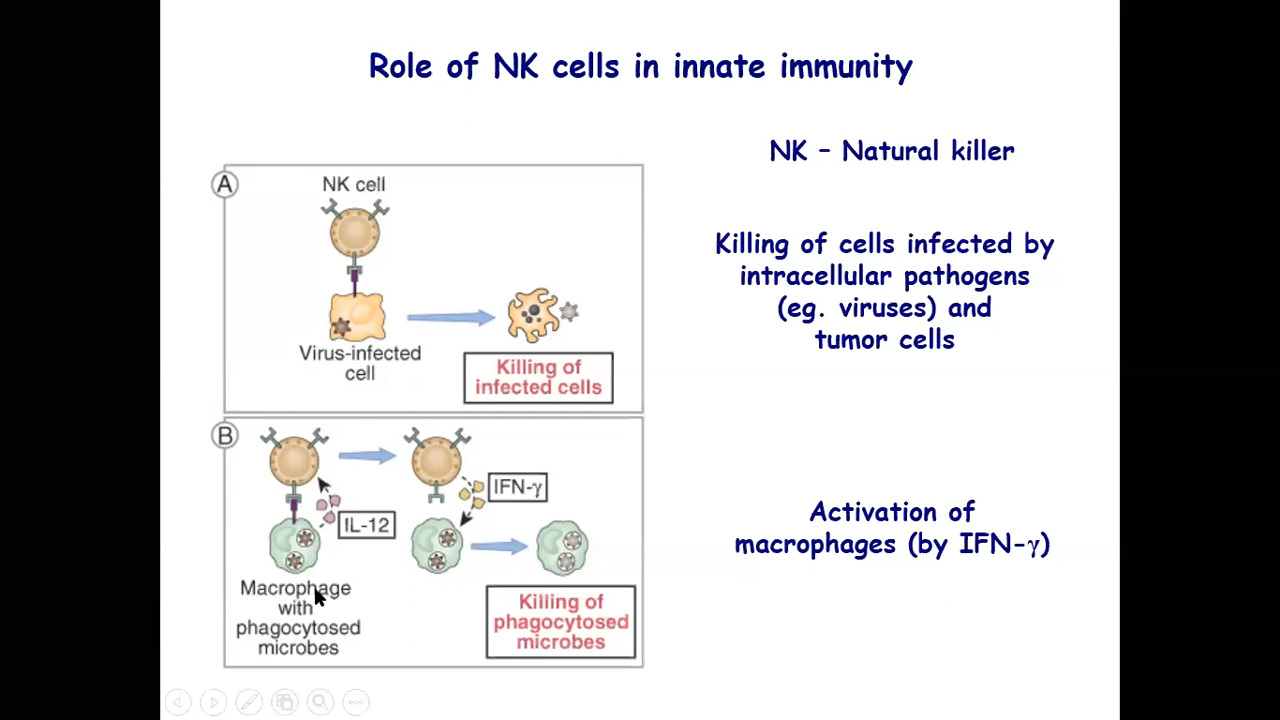 Role of NK cells in innate immunity
NK – Natural killer
A
NK cell
Virus-infected
cell
Killing of
infected cells
Killing of cells infected by
intracellular pathogens
(eg. viruses) and
tumor cells
B
IL-12
IFN-γ
Macrophage
with
phagocytosed
microbes
Killing of
phagocytosed
microbes
Activation of
macrophages (by IFN-γ)